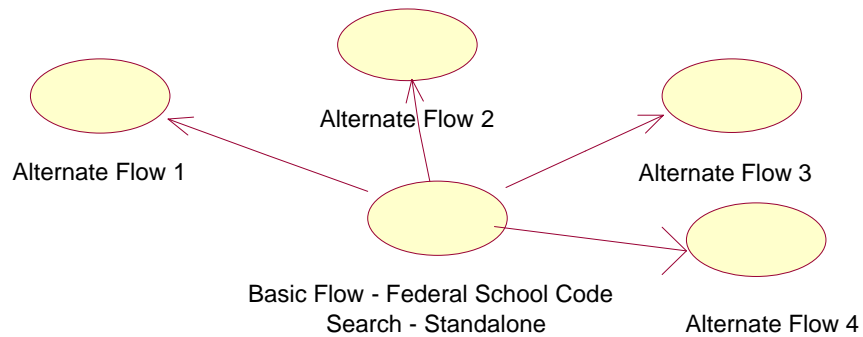 Alternate Flow 2
Alternate Flow 1
Alternate Flow 3
Basic Flow - Federal School Code
Search - Standalone
Alternate Flow 4